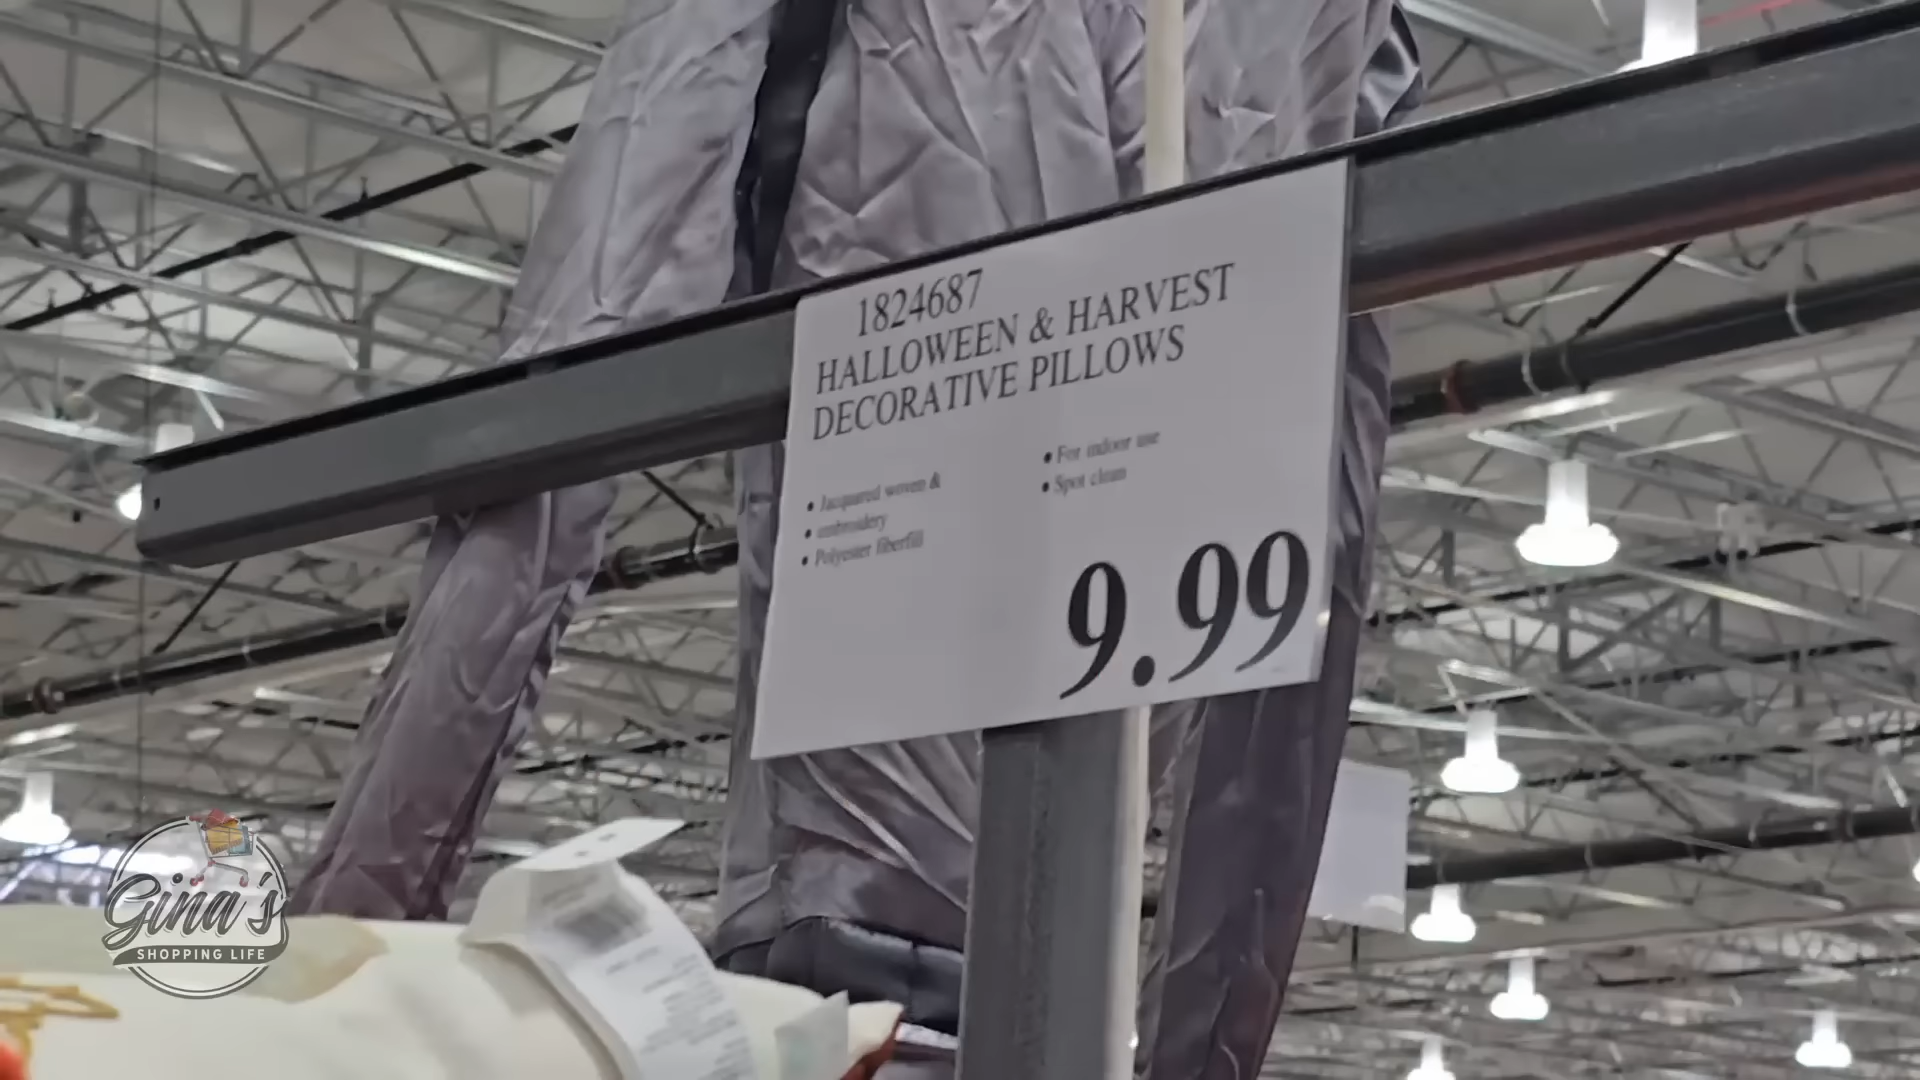 1824687
HALLOWEEN & HARVEST
DECORATIVE PILLOWS
• Jacquared woven &
• embroidery
• Polyester fiberfill
• For indoor use
• Spot clean
9.99
Gina's
SHOPPING LIFE